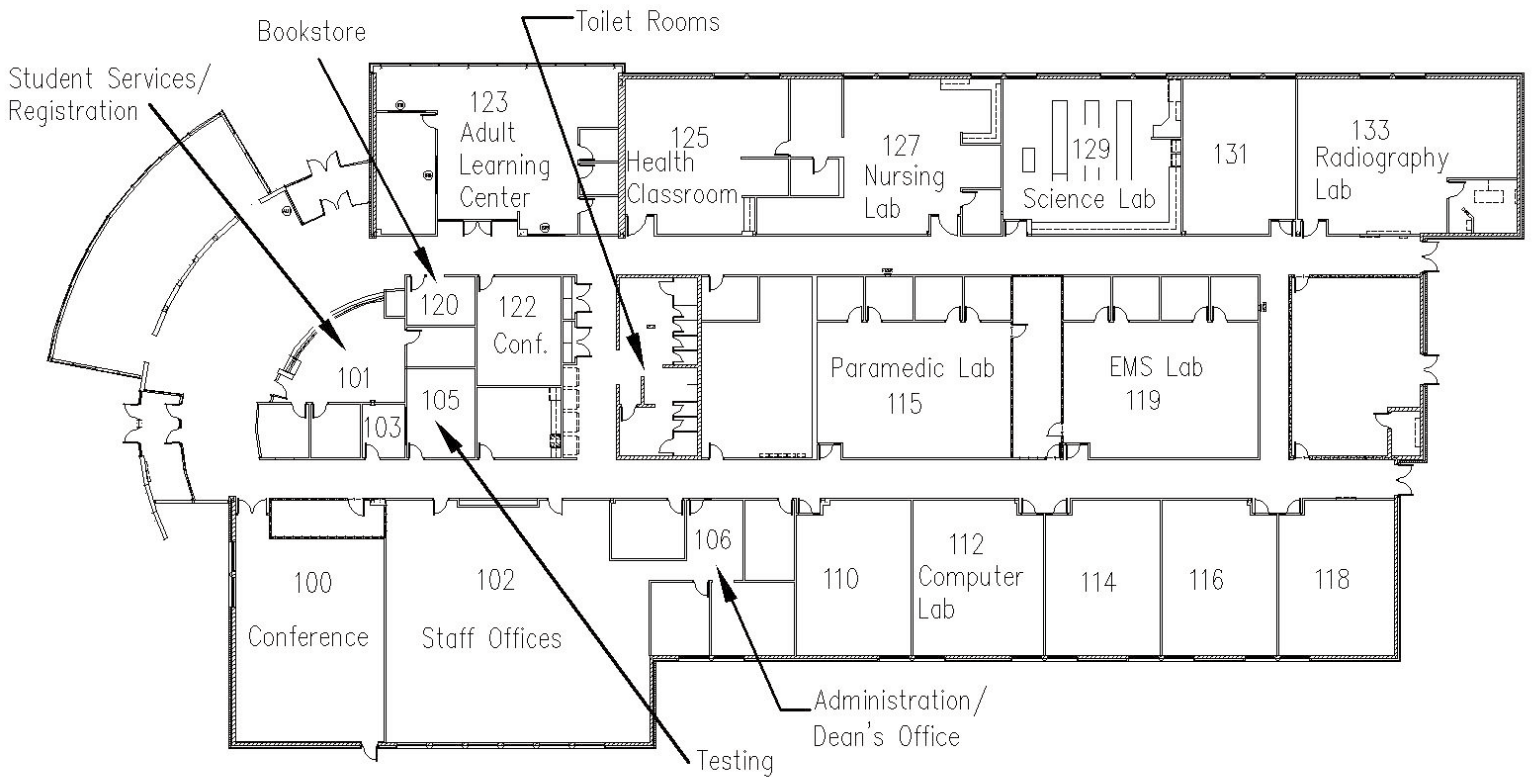 Toilet Rooms
Bookstore
Student Services/
Registration
123
Adult
Learning
Center
125
Health
Classroom
127
Nursing
Lab
129
Science Lab
131
133
Radiography
Lab
120
122
Conf.
101
103
105
Paramedic Lab
115
EMS Lab
119
100
Conference
102
Staff Offices
106
110
112
Computer
Lab
114
116
118
Administration/
Dean's Office
Testing